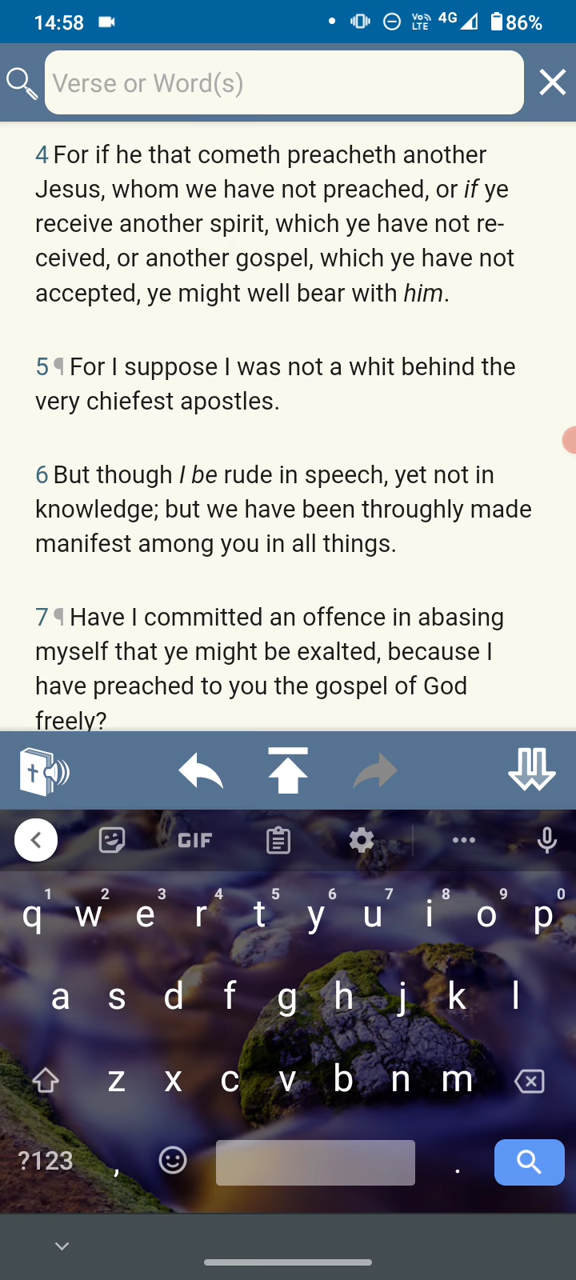 14:58
Vo LTE 4G 86%
Verse or Word(s)
4 For if he that cometh preacheth another
Jesus, whom we have not preached, or if ye
receive another spirit, which ye have not re-
ceived, or another gospel, which ye have not
accepted, ye might well bear with him.
5 ¶ For I suppose I was not a whit behind the
very chiefest apostles.
6 But though I be rude in speech, yet not in
knowledge; but we have been throughly made
manifest among you in all things.
7 ¶ Have I committed an offence in abasing
myself that ye might be exalted, because I
have preached to you the gospel of God
freely?
GIF
1 2 3 4 5 6 7 8 9 0
q w e r t y u i o p
a s d f g h j k l
z x c v b n m
?123 , .